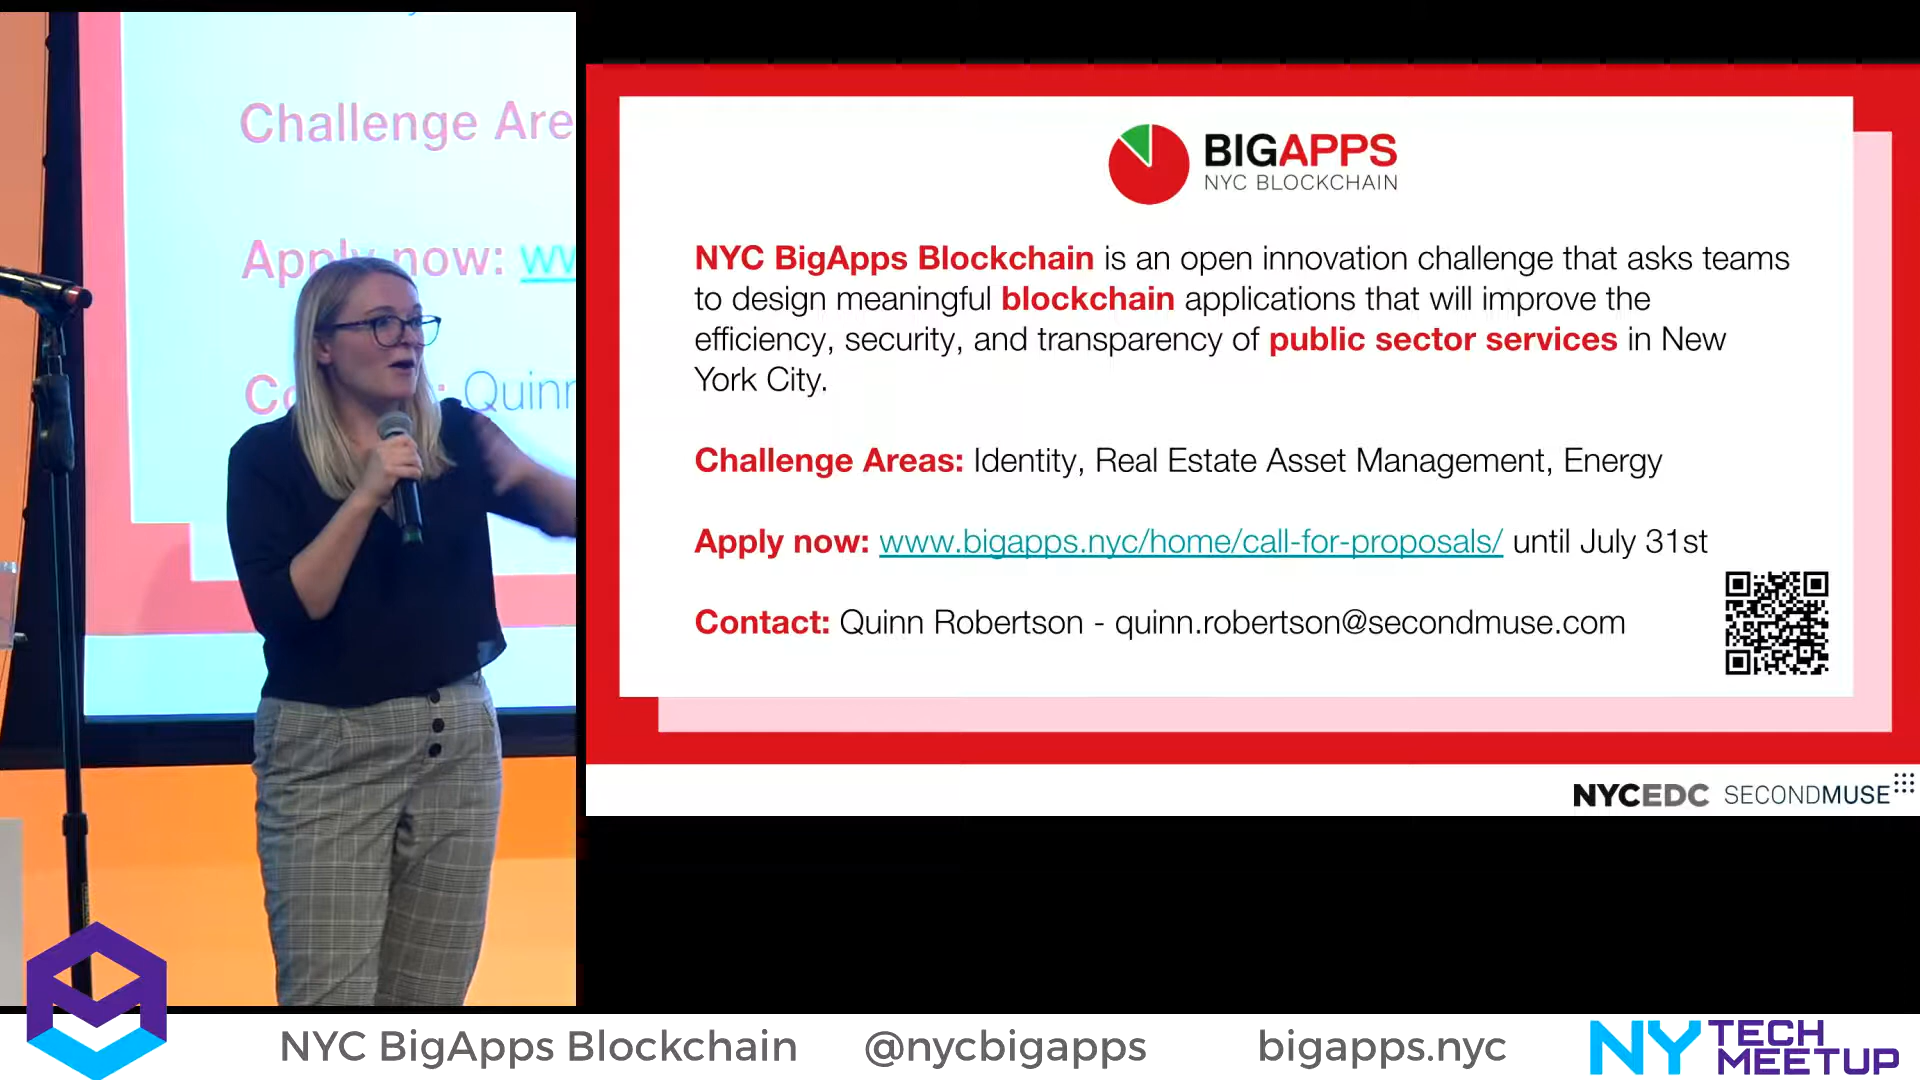 Challenge Are
Apply now: ww
Co : Quinn
BIGAPPS
NYC BLOCKCHAIN
NYC BigApps Blockchain is an open innovation challenge that asks teams
to design meaningful blockchain applications that will improve the
efficiency, security, and transparency of public sector services in New
York City.
Challenge Areas: Identity, Real Estate Asset Management, Energy
Apply now: www.bigapps.nyc/home/call-for-proposals/ until July 31st
Contact: Quinn Robertson - quinn.robertson@secondmuse.com
NYCEDC SECONDMUSE
NYC BigApps Blockchain @nycbigapps bigapps.nyc
NY TECH
MEETUP